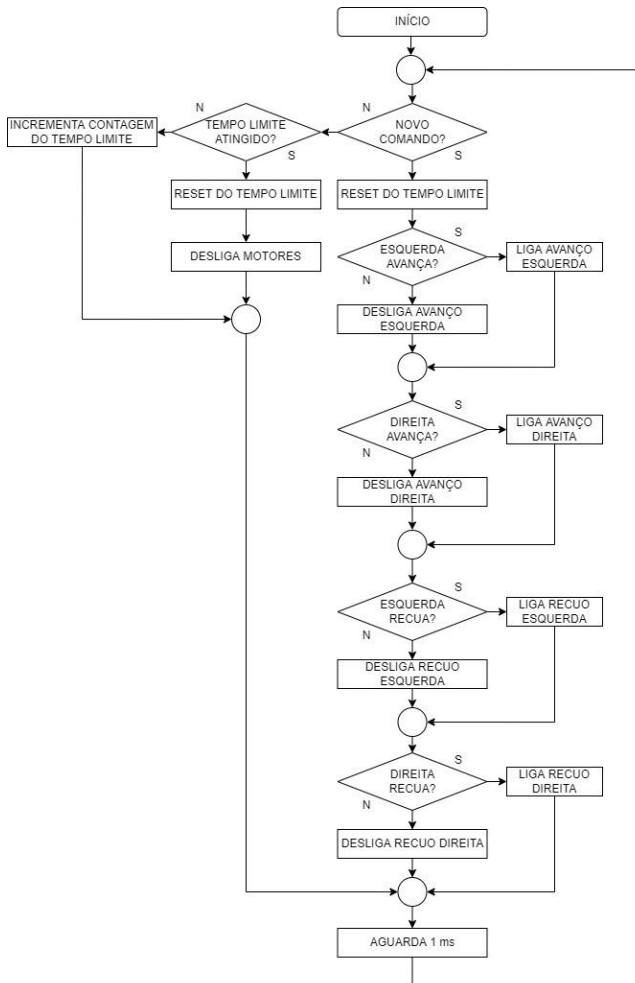 INÍCIO
N
TEMPO LIMITE
ATINGIDO?
S
N
NOVO
COMANDO?
S
INCREMENTA CONTAGEM
DO TEMPO LIMITE
RESET DO TEMPO LIMITE
RESET DO TEMPO LIMITE
DESLIGA MOTORES
S
ESQUERDA
AVANÇA?
N
LIGA AVANÇO
ESQUERDA
DESLIGA AVANÇO
ESQUERDA
S
DIREITA
AVANÇA?
N
LIGA AVANÇO
DIREITA
DESLIGA AVANÇO
DIREITA
S
ESQUERDA
RECUA?
N
LIGA RECUO
ESQUERDA
DESLIGA RECUO
ESQUERDA
S
DIREITA
RECUA?
N
LIGA RECUO
DIREITA
DESLIGA RECUO DIREITA
AGUARDA 1 ms